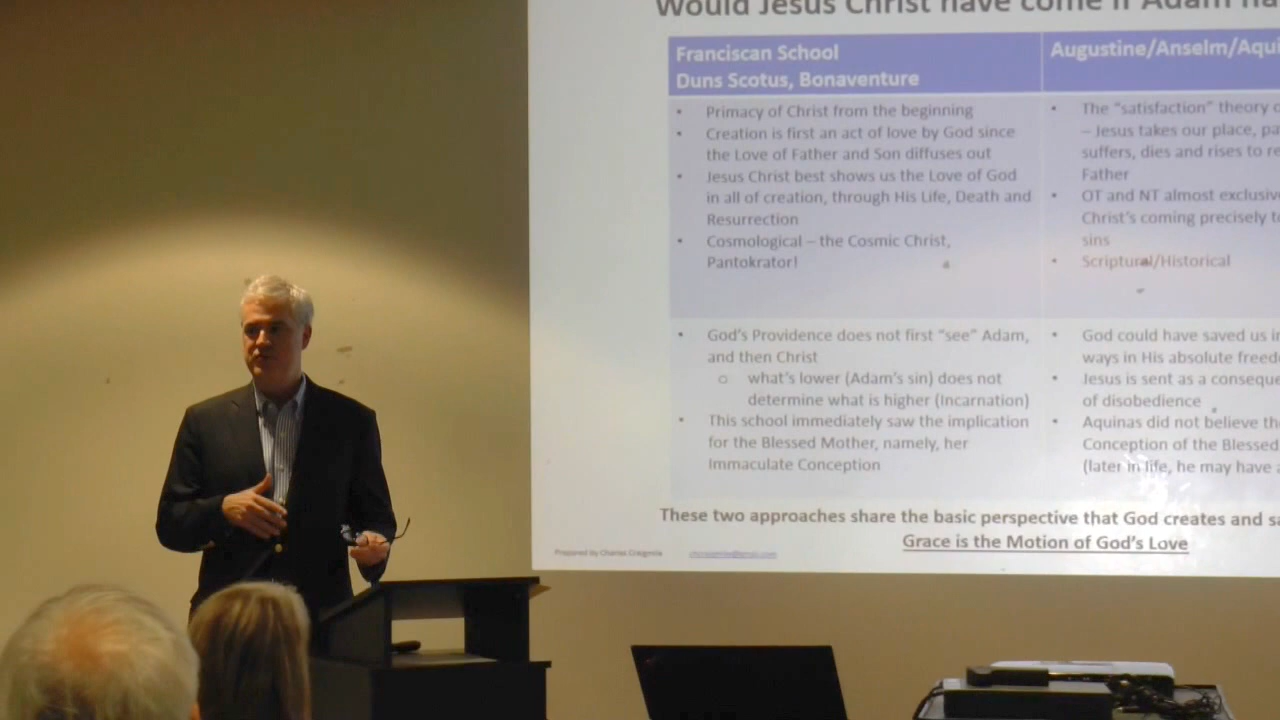 Would Jesus Christ have come if Adam ha
Franciscan School
Duns Scotus, Bonaventure
Augustine/Anselm/Aqui
• Primacy of Christ from the beginning
• Creation is first an act of love by God since
the Love of Father and Son diffuses out
• Jesus Christ best shows us the Love of God
in all of creation, through His Life, Death and
Resurrection
• Cosmological – the Cosmic Christ,
Pantokrator!
• The "satisfaction" theory o
– Jesus takes our place, pa
suffers, dies and rises to re
Father
• OT and NT almost exclusive
Christ's coming precisely to
sins
• Scriptural/Historical
• God's Providence does not first "see" Adam,
and then Christ
o what's lower (Adam's sin) does not
determine what is higher (Incarnation)
• This school immediately saw the implication
for the Blessed Mother, namely, her
Immaculate Conception
• God could have saved us in
ways in His absolute freed
• Jesus is sent as a conseque
of disobedience
• Aquinas did not believe th
Conception of the Blessed
(later in life, he may have a
These two approaches share the basic perspective that God creates and sa
Grace is the Motion of God's Love
Prepared by Charles Craigmile